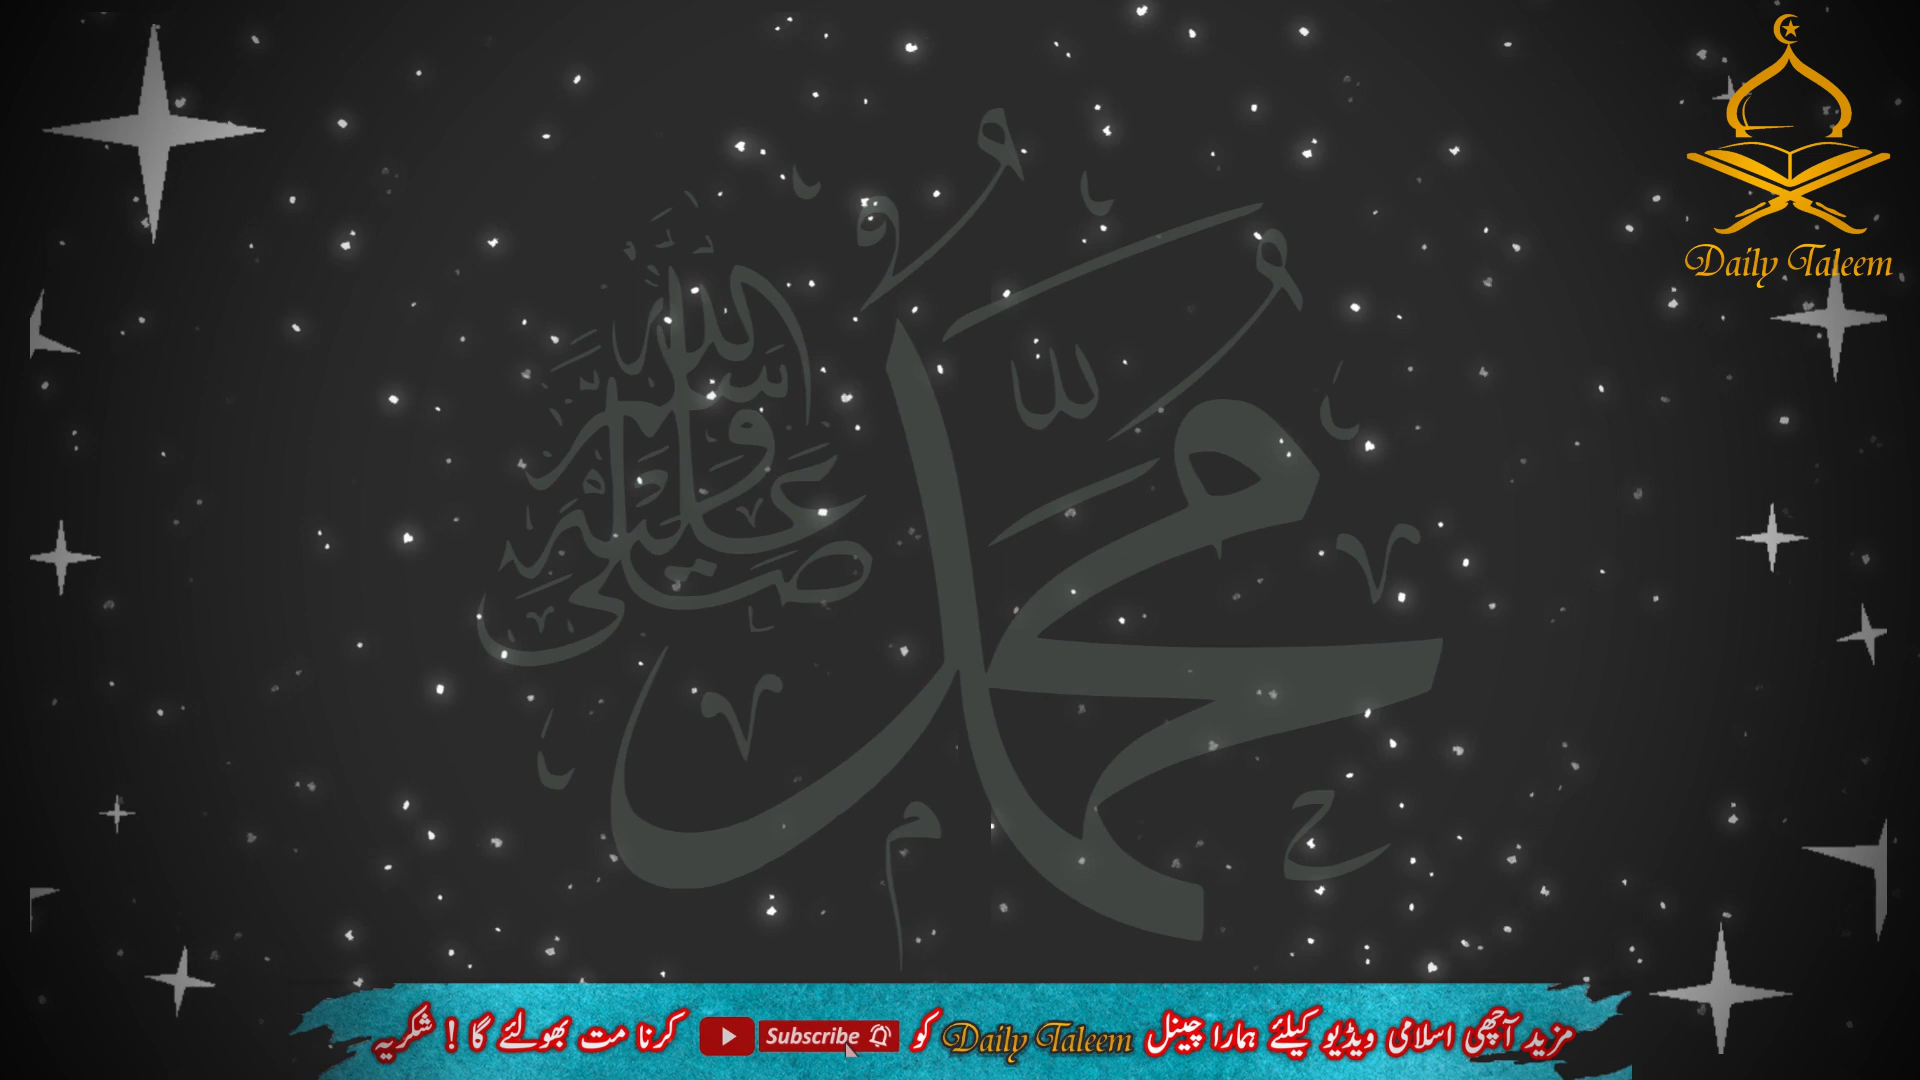 Daily Taleem
محمد
صلی اللہ علیہ وسلم
مزید آچھی اسلامی ویڈیو کیلئے ہمارا چینل Daily Taleem کو Subscribe کرنا مت بھولئے گا ! شکریہ